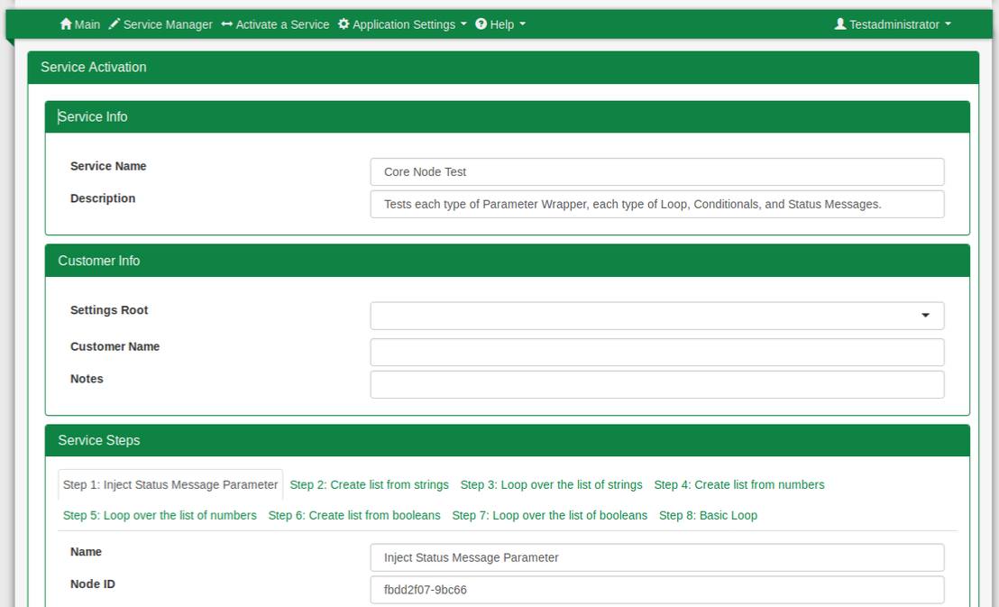 Main Service Manager Activate a Service Application Settings Help Testadministrator
Service Activation
Service Info
Service Name Core Node Test
Description Tests each type of Parameter Wrapper, each type of Loop, Conditionals, and Status Messages.
Customer Info
Settings Root
Customer Name
Notes
Service Steps
Step 1: Inject Status Message Parameter Step 2: Create list from strings Step 3: Loop over the list of strings Step 4: Create list from numbers
Step 5: Loop over the list of numbers Step 6: Create list from booleans Step 7: Loop over the list of booleans Step 8: Basic Loop
Name Inject Status Message Parameter
Node ID fbdd2f07-9bc66